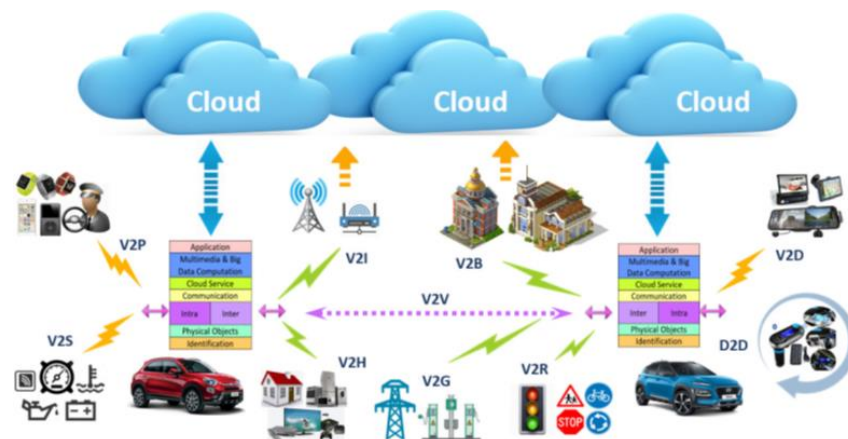 Cloud
Cloud
Cloud
V2P
V2I
V2B
V2D
Application
Multimedia & Big
Data Computation
Cloud Service
Communication
Intra Inter
Physical Objects
Identification
V2V
Application
Multimedia & Big
Data Computation
Cloud Service
Communication
Inter Intra
Physical Objects
Identification
V2S
V2H
V2G
V2R
STOP
D2D